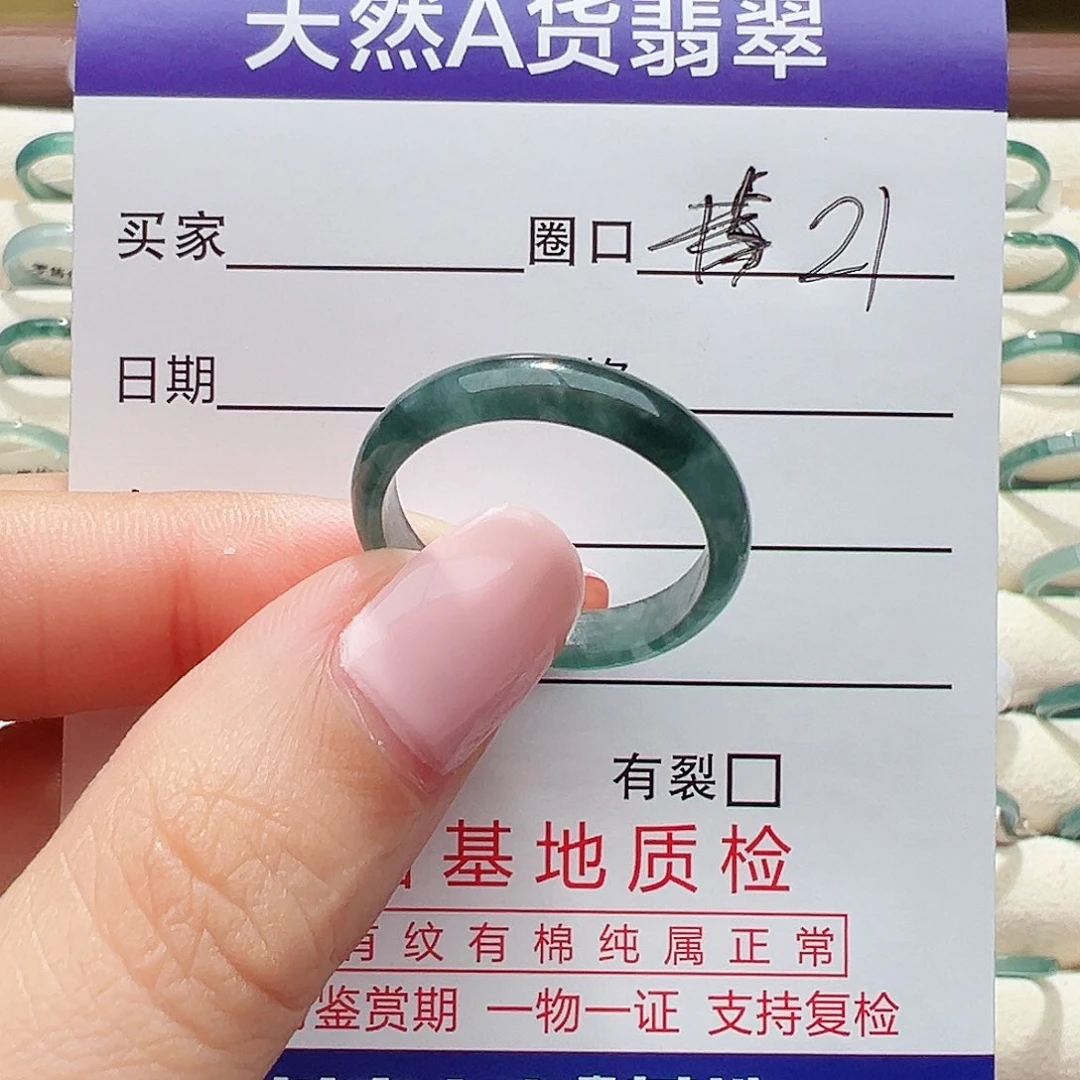 天然A货翡翠
买家 圈口 21
日期
有裂□
基地质检
有纹有棉纯属正常
鉴赏期 一物一证 支持复检